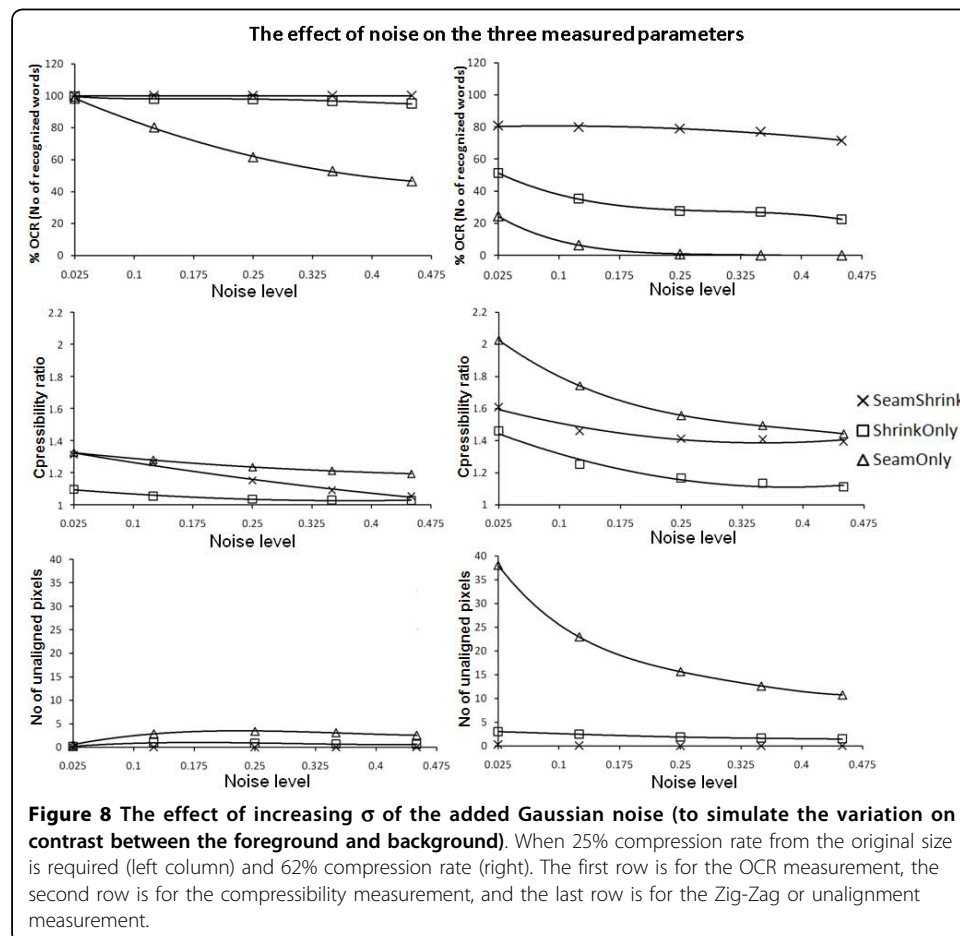 The effect of noise on the three measured parameters
% OCR (No of recognized words)
120
100
80
60
40
20
0
0.025 0.1 0.175 0.25 0.325 0.4 0.475
Noise level
% OCR (No of recognized words)
120
100
80
60
40
20
0
0.025 0.1 0.25 0.325 0.4 0.475
Noise level
Cpressibility ratio
2.2
2
1.8
1.6
1.4
1.2
1
0.025 0.1 0.175 0.25 0.325 0.4 0.475
Noise level
2.2
2
1.8
1.6
1.4
1.2
1
0.025 0.1 0.25 0.325 0.4 0.475
Noise level
SeamShrink
ShrinkOnly
SeamOnly
No of unaligned pixels
40
35
30
25
20
15
10
5
0
0.025 0.1 0.175 0.25 0.325 0.4 0.475
Noise level
No of unaligned pixels
40
35
30
25
20
15
10
5
0
0.025 0.1 0.25 0.325 0.4 0.475
Noise level
Figure 8 The effect of increasing σ of the added Gaussian noise (to simulate the variation on
contrast between the foreground and background). When 25% compression rate from the original size
is required (left column) and 62% compression rate (right). The first row is for the OCR measurement, the
second row is for the compressibility measurement, and the last row is for the Zig-Zag or unalignment
measurement.